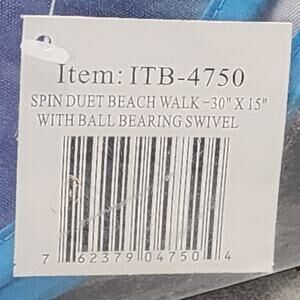 Item: ITB-4750
SPIN DUET BEACH WALK -30" X 15"
WITH BALL BEARING SWIVEL
7 62379 04750 4